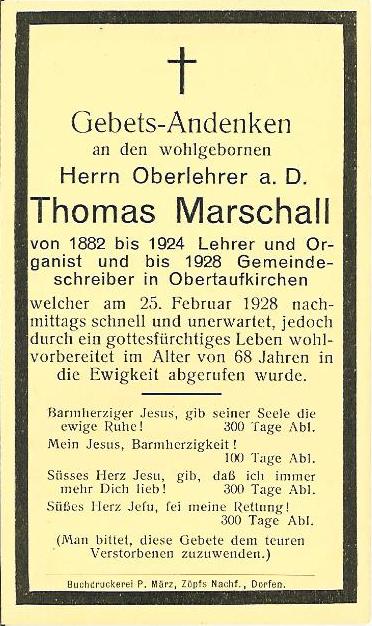 Gebets-Andenken
an den wohlgebornen
Herrn Oberlehrer a. D.
Thomas Marschall
von 1882 bis 1924 Lehrer und Or-
ganist und bis 1928 Gemeinde-
schreiber in Obertaufkirchen
welcher am 25. Februar 1928 nach-
mittags schnell und unerwartet, jedoch
durch ein gottesfürchtiges Leben wohl-
vorbereitet im Alter von 68 Jahren in
die Ewigkeit abgerufen wurde.
Barmherziger Jesus, gib seiner Seele die
ewige Ruhe! 300 Tage Abl.
Mein Jesus, Barmherzigkeit!
100 Tage Abl.
Süsses Herz Jesu, gib, daß ich immer
mehr Dich lieb! 300 Tage Abl.
Süßes Herz Jesu, sei meine Rettung!
300 Tage Abl.
(Man bittet, diese Gebete dem teuren
Verstorbenen zuzuwenden.)
Buchdruckerei P. März, Zöpfs Nachf., Dorfen.